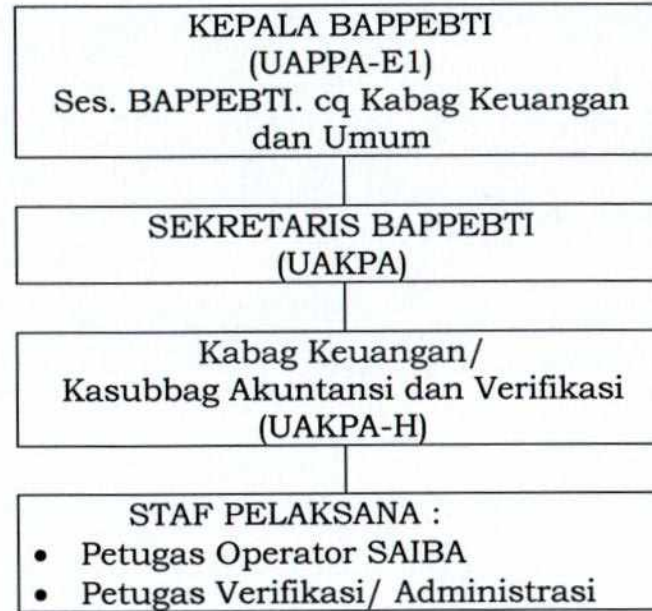 KEPALA BAPPEBTI
(UAPPA-E1)
Ses. BAPPEBTI. cq Kabag Keuangan
dan Umum
SEKRETARIS BAPPEBTI
(UAKPA)
Kabag Keuangan/
Kasubbag Akuntansi dan Verifikasi
(UAKPA-H)
STAF PELAKSANA :
• Petugas Operator SAIBA
• Petugas Verifikasi/ Administrasi